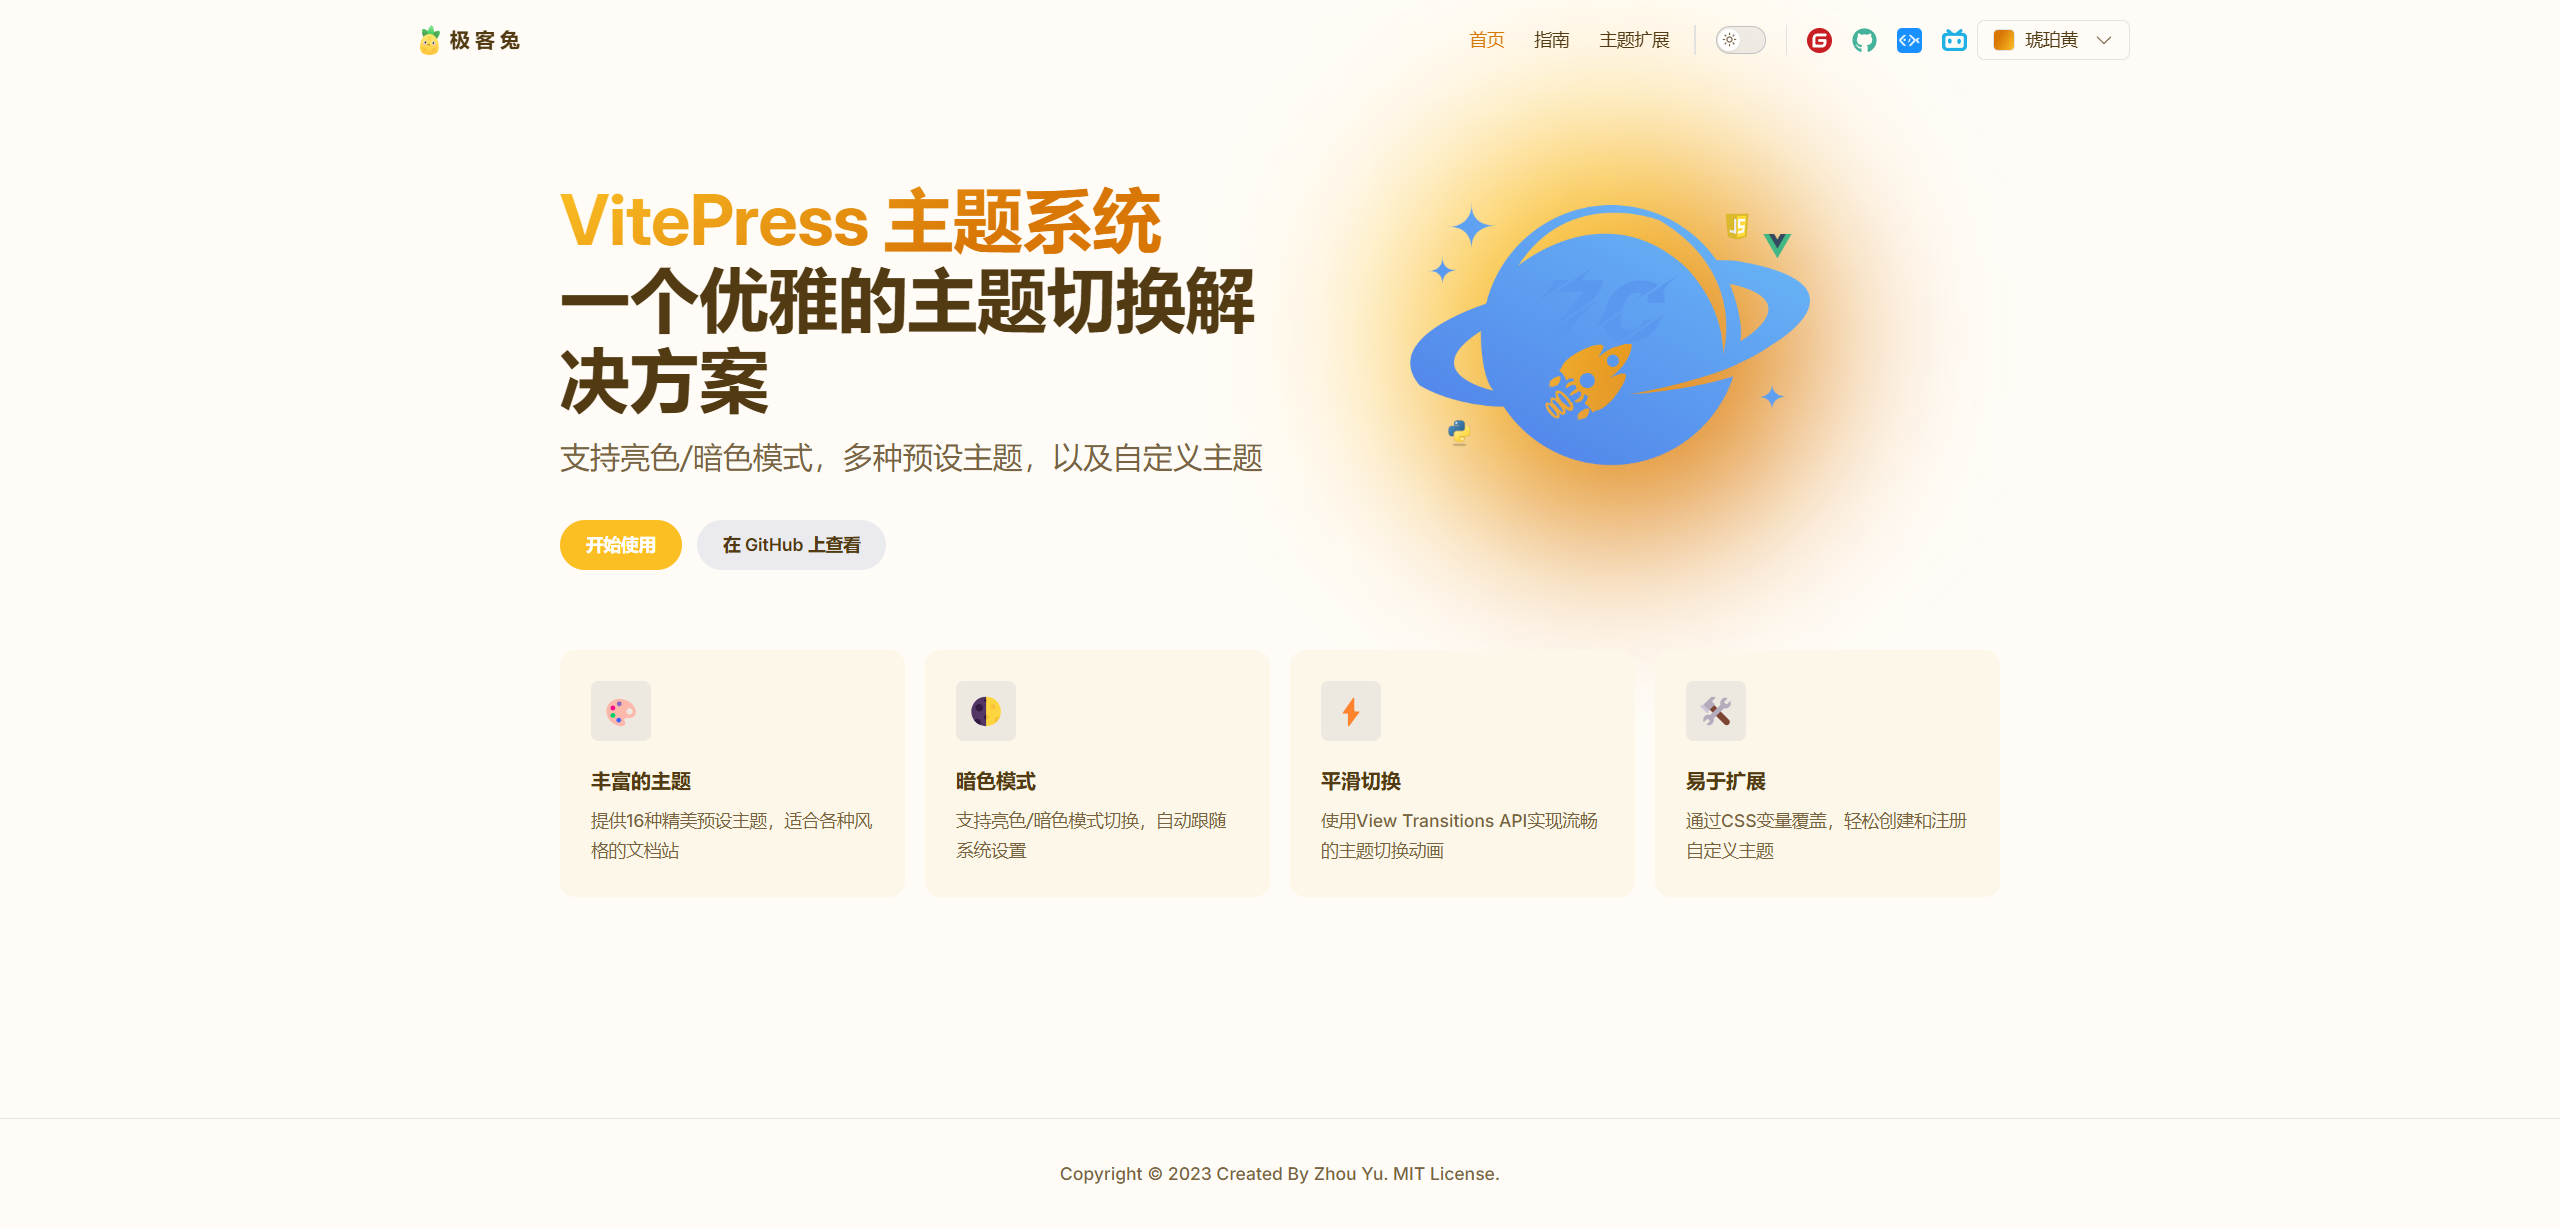 极客兔
首页 指南 主题扩展 琥珀黄
VitePress 主题系统
一个优雅的主题切换解
决方案
支持亮色/暗色模式，多种预设主题，以及自定义主题
JS
开始使用 在 GitHub 上查看
丰富的主题
提供16种精美预设主题，适合各种风
格的文档站
暗色模式
支持亮色/暗色模式切换，自动跟随
系统设置
平滑切换
使用View Transitions API实现流畅
的主题切换动画
易于扩展
通过CSS变量覆盖，轻松创建和注册
自定义主题
Copyright © 2023 Created By Zhou Yu. MIT License.